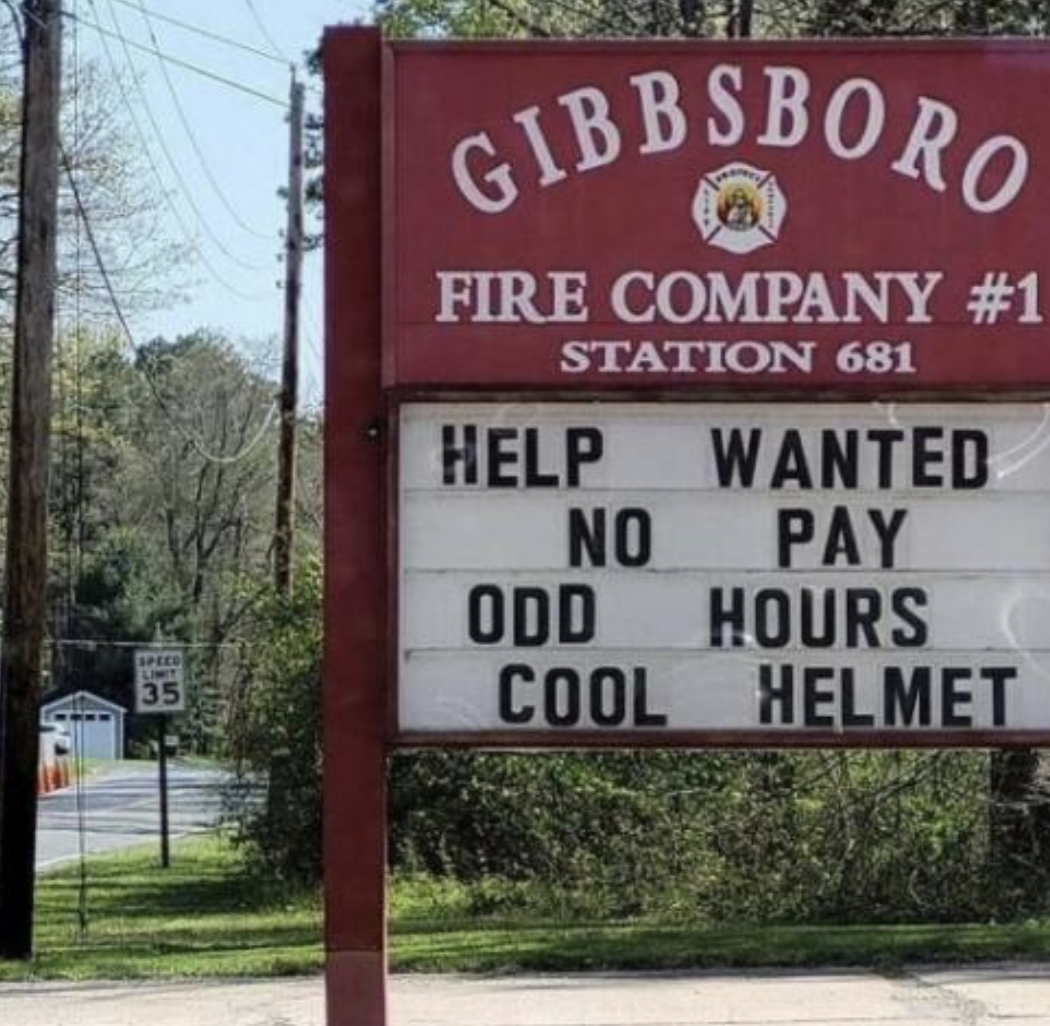 GIBBSBORO
FIRE COMPANY #1
STATION 681
HELP WANTED
NO PAY
ODD HOURS
COOL HELMET
SPEED
LIMIT
35